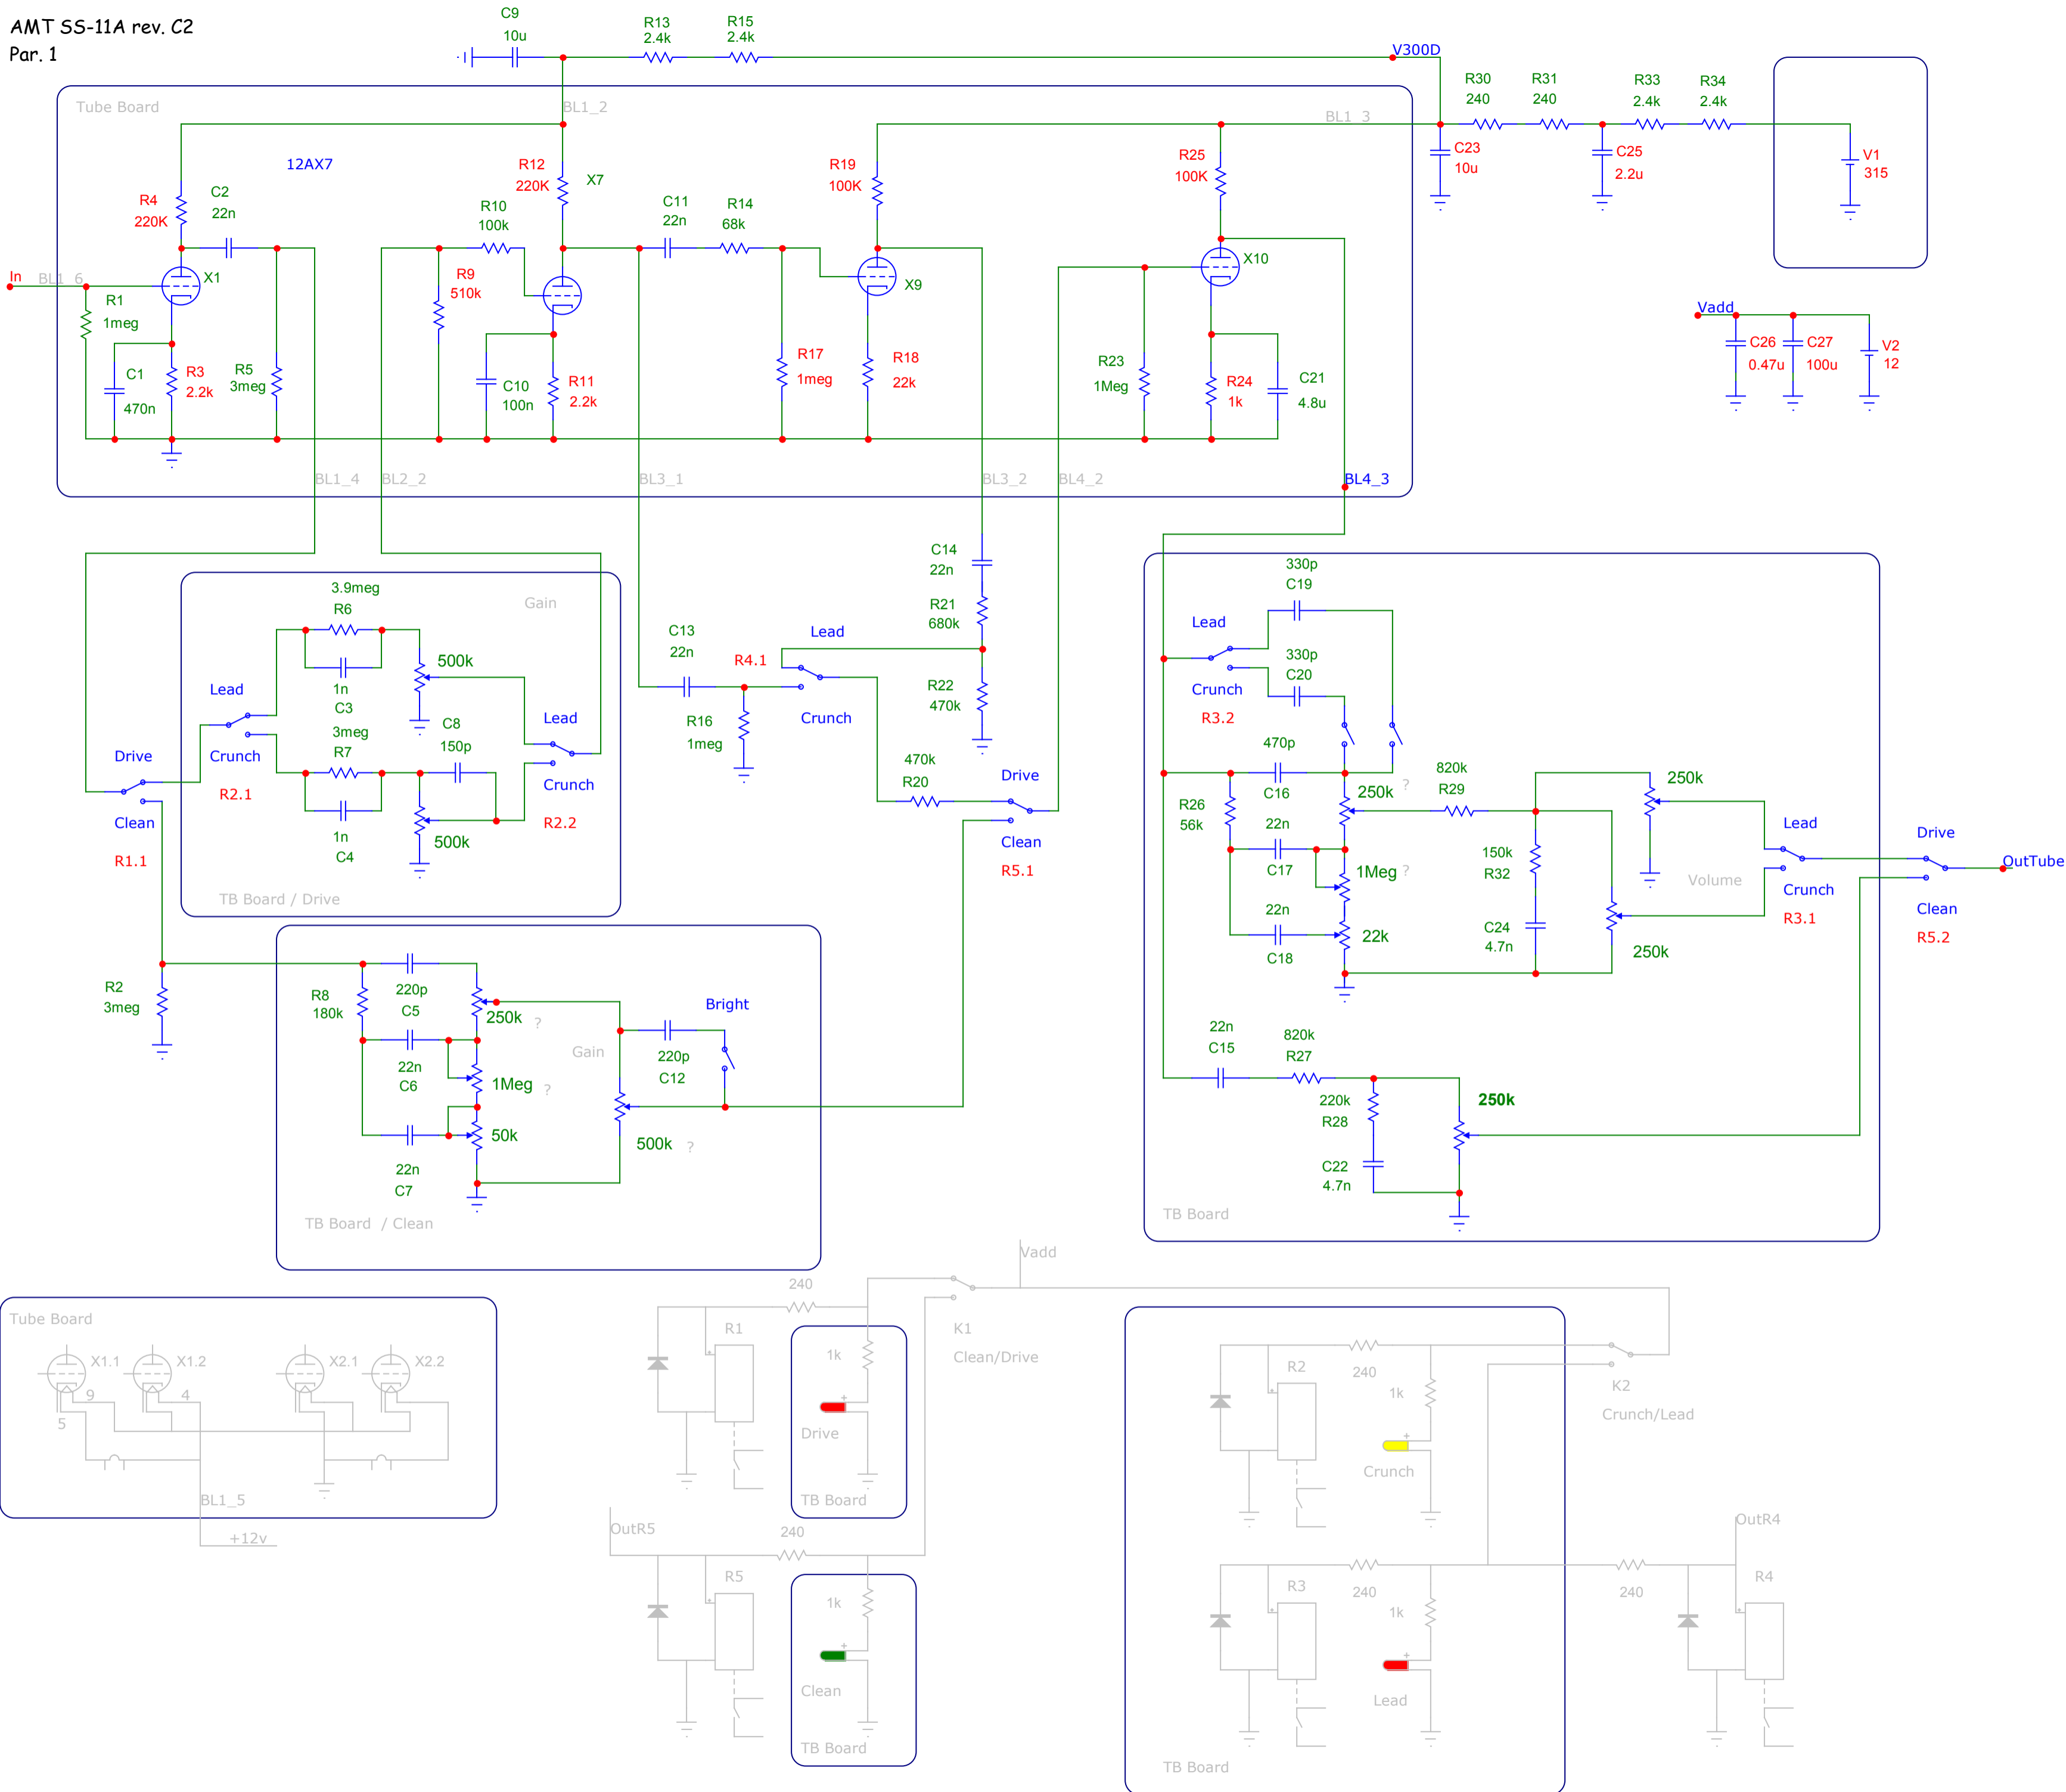 AMT SS-11A rev. C2
Par. 1
C9
10u
R13
2.4k
R15
2.4k
V300D
R30
240
R31
240
R33
2.4k
R34
2.4k
Tube Board
BL1_2
BL1_3
C23
10u
C25
2.2u
V1
315
12AX7
R4
220K
C2
22n
R12
220K
X7
R10
100k
C11
22n
R14
68k
R19
100K
R25
100K
In
BL1_6
X1
R1
1meg
R9
510k
X9
X10
C1
470n
R3
2.2k
R5
3meg
C10
100n
R11
2.2k
R17
1meg
R18
22k
R23
1Meg
R24
1k
C21
4.8u
Vadd
C26
0.47u
C27
100u
V2
12
BL1_4
BL2_2
BL3_1
BL3_2
BL4_2
BL4_3
3.9meg
R6
Gain
500k
1n
C3
Lead
Crunch
R2.1
3meg
R7
C8
150p
Lead
Crunch
R2.2
1n
C4
500k
Drive
Clean
R1.1
TB Board / Drive
C13
22n
R4.1
Lead
Crunch
R16
1meg
C14
22n
R21
680k
R22
470k
470k
R20
Drive
Clean
R5.1
330p
C19
Lead
330p
C20
Crunch
R3.2
470p
C16
250k
?
R26
56k
22n
C17
1Meg
?
22n
C18
22k
820k
R29
150k
R32
C24
4.7n
250k
Volume
250k
Lead
Crunch
R3.1
Drive
OutTube
Clean
R5.2
R2
3meg
R8
180k
220p
C5
250k
?
Gain
22n
C6
1Meg
?
22n
C7
50k
Bright
220p
C12
500k
?
TB Board / Clean
22n
C15
820k
R27
220k
R28
250k
C22
4.7n
TB Board
Tube Board
X1.1
X1.2
X2.1
X2.2
9
4
5
BL1_5
+12v
240
Vadd
R1
1k
+
Drive
TB Board
K1
Clean/Drive
OutR5
240
R5
1k
+
Clean
TB Board
R2
240
1k
+
Crunch
K2
Crunch/Lead
R3
240
1k
+
Lead
240
OutR4
R4
TB Board